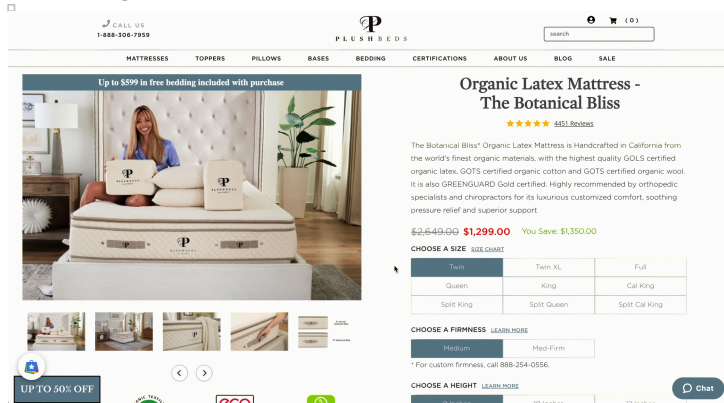 CALL US
1-888-306-7959
P
PLUSHBEDS
( 0 )
search
MATTRESSES TOPPERS PILLOWS BASES BEDDING CERTIFICATIONS ABOUT US BLOG SALE
Up to $599 in free bedding included with purchase
Organic Latex Mattress -
The Botanical Bliss
4451 Reviews
The Botanical Bliss® Organic Latex Mattress is Handcrafted in California from
the world's finest organic materials, with the highest quality GOLS certified
organic latex, GOTS certified organic cotton and GOTS certified organic wool.
It is also GREENGUARD Gold certified. Highly recommended by orthopedic
specialists and chiropractors for its luxurious customized comfort, soothing
pressure relief and superior support
$2,649.00 $1,299.00 You Save: $1,350.00
CHOOSE A SIZE SIZE CHART
Twin Twin XL Full
Queen King Cal King
Split King Split Queen Split Cal King
CHOOSE A FIRMNESS LEARN MORE
Medium Med-Firm
* For custom firmness, call 888-254-0556.
CHOOSE A HEIGHT LEARN MORE
UP TO 50% OFF
Chat